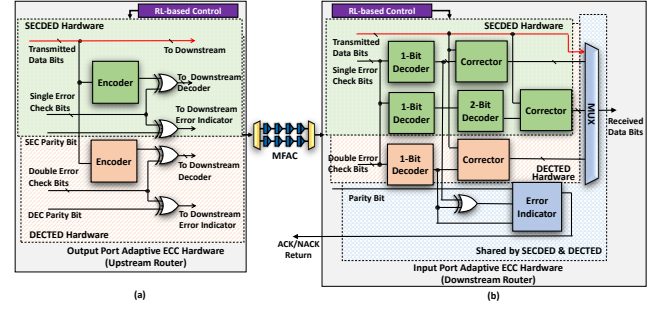 (a)
RL-based Control
SECDED Hardware
Transmitted
Data Bits
To Downstream
Encoder
To Downstream
Decoder
Single Error
Check Bits
To Downstream
Error Indicator
SEC Parity Bit
Encoder
Double Error
Check Bits
To Downstream
Decoder
DEC Parity Bit
To Downstream
Error Indicator
DECTED Hardware
Output Port Adaptive ECC Hardware
(Upstream Router)
(a)
MFAC
(b)
RL-based Control
SECDED Hardware
Transmitted
Data Bits
Single Error
Check Bits
1-Bit
Decoder
Corrector
1-Bit
Decoder
2-Bit
Decoder
Corrector
MUX
Received
Data Bits
Double Error
Check Bits
1-Bit
Decoder
Corrector
DECTED
Hardware
Parity Bit
Error
Indicator
ACK/NACK
Return
Shared by SECDED & DECTED
Input Port Adaptive ECC Hardware
(Downstream Router)
(b)